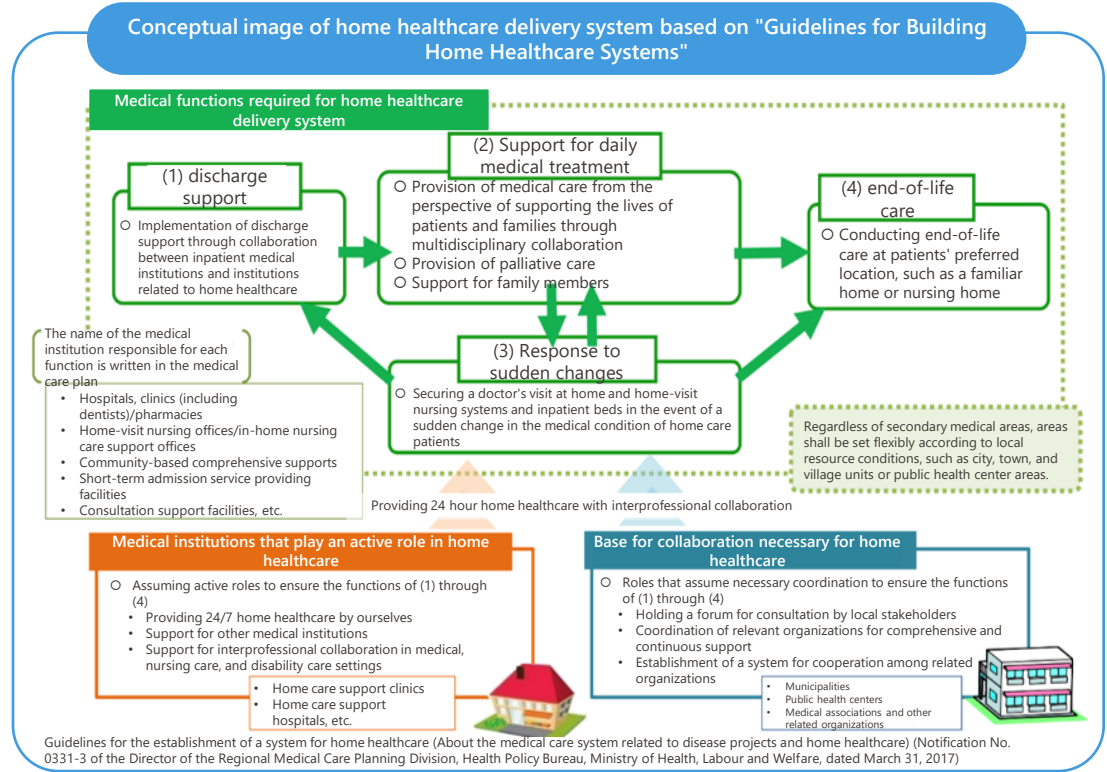 Conceptual image of home healthcare delivery system based on "Guidelines for Building
Home Healthcare Systems"
Medical functions required for home healthcare
delivery system
(1) discharge
support
○ Implementation of discharge
support through collaboration
between inpatient medical
institutions and institutions
related to home healthcare
(2) Support for daily
medical treatment
○ Provision of medical care from the
perspective of supporting the lives of
patients and families through
multidisciplinary collaboration
○ Provision of palliative care
○ Support for family members
(4) end-of-life
care
○ Conducting end-of-life
care at patients' preferred
location, such as a familiar
home or nursing home
(3) Response to
sudden changes
○ Securing a doctor's visit at home and home-visit
nursing systems and inpatient beds in the event of a
sudden change in the medical condition of home care
patients
The name of the medical
institution responsible for each
function is written in the medical
care plan
• Hospitals, clinics (including
dentists)/pharmacies
• Home-visit nursing offices/in-home nursing
care support offices
• Community-based comprehensive supports
• Short-term admission service providing
facilities
• Consultation support facilities, etc.
Regardless of secondary medical areas, areas
shall be set flexibly according to local
resource conditions, such as city, town, and
village units or public health center areas.
Providing 24 hour home healthcare with interprofessional collaboration
Medical institutions that play an active role in home
healthcare
○ Assuming active roles to ensure the functions of (1) through
(4)
• Providing 24/7 home healthcare by ourselves
• Support for other medical institutions
• Support for interprofessional collaboration in medical,
nursing care, and disability care settings
• Home care support clinics
• Home care support
hospitals, etc.
Base for collaboration necessary for home
healthcare
○ Roles that assume necessary coordination to ensure the functions
of (1) through (4)
• Holding a forum for consultation by local stakeholders
• Coordination of relevant organizations for comprehensive and
continuous support
• Establishment of a system for cooperation among related
organizations
• Municipalities
• Public health centers
• Medical associations and other
related organizations
Guidelines for the establishment of a system for home healthcare (About the medical care system related to disease projects and home healthcare) (Notification No.
0331-3 of the Director of the Regional Medical Care Planning Division, Health Policy Bureau, Ministry of Health, Labour and Welfare, dated March 31, 2017)